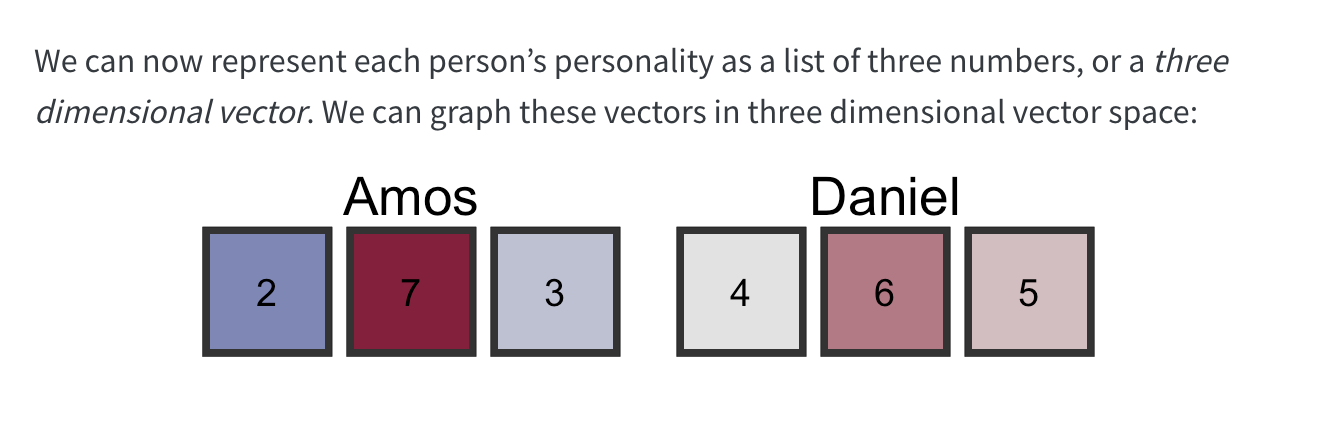 We can now represent each person’s personality as a list of three numbers, or a three
dimensional vector. We can graph these vectors in three dimensional vector space:
Amos Daniel
2 7 3 4 6 5